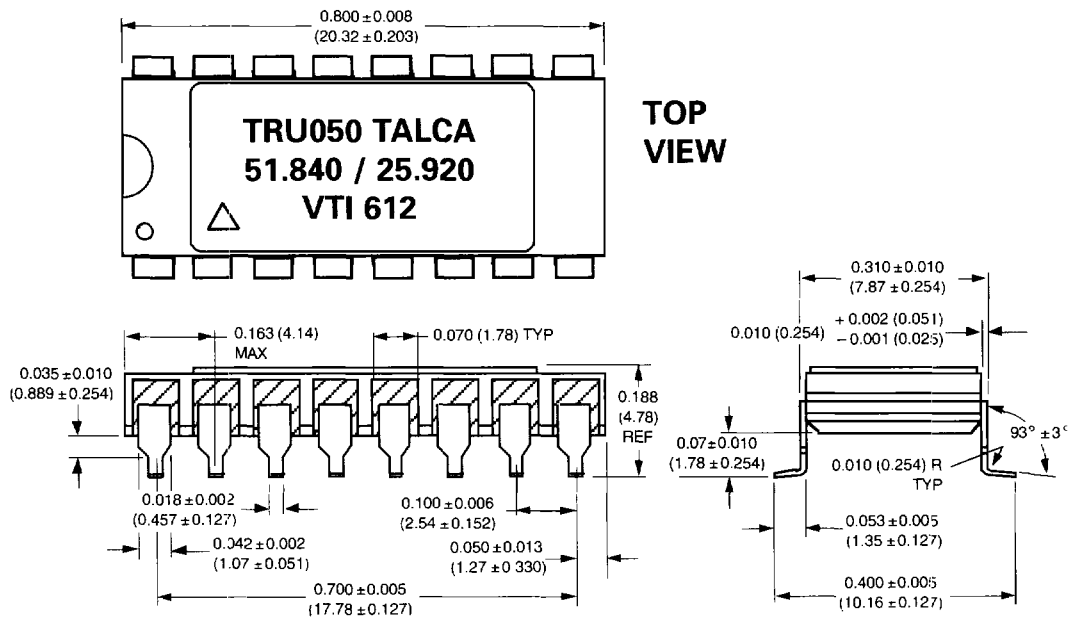 0.800 ±0.008
(20.32 ±0.203)
TRU050 TALCA
51.840 / 25.920
VTI 612
TOP
VIEW
0.163 (4.14)
MAX
0.070 (1.78) TYP
0.035 ±0.010
(0.889 ±0.254)
0.188
(4.78)
REF
0.018 ±0.002
(0.457 ±0.127)
0.100 ±0.006
(2.54 ±0.152)
0.042 ±0.002
(1.07 ±0.051)
0.050 ±0.013
(1.27 ±0.330)
0.700 ±0.005
(17.78 ±0.127)
0.310 ±0.010
(7.87 ±0.254)
0.010 (0.254) +0.002 (0.051)
−0.001 (0.025)
0.07±0.010
(1.78 ±0.254)
93° ±3°
0.010 (0.254) R
TYP
0.053 ±0.005
(1.35 ±0.127)
0.400 ±0.005
(10.16 ±0.127)